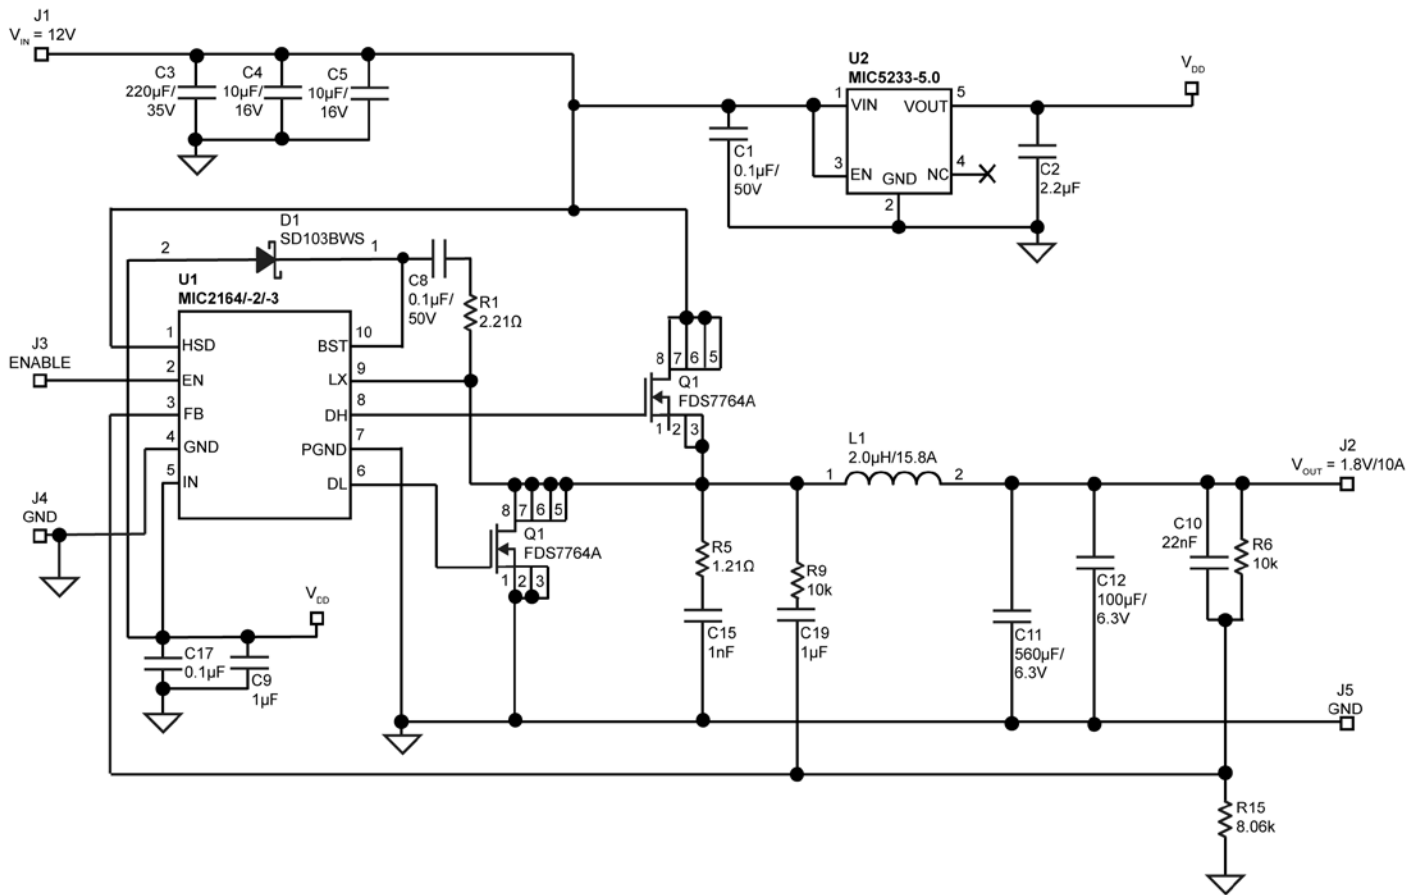 J1
VIN = 12V
C3
220µF/
35V
C4
10µF/
16V
C5
10µF/
16V
U2
MIC5233-5.0
1
VIN
VOUT
5
VDD
3
EN
GND
NC
4
2
C1
0.1µF/
50V
C2
2.2µF
D1
SD103BWS
2
1
U1
MIC2164/-2/-3
C8
0.1µF/
50V
R1
2.21Ω
J3
ENABLE
1
HSD
BST
10
2
EN
LX
9
3
FB
DH
8
4
GND
PGND
7
5
IN
DL
6
J4
GND
8
7
6
5
Q1
FDS7764A
1
2
3
8
7
6
5
Q1
FDS7764A
1
2
3
L1
2.0µH/15.8A
1
2
J2
VOUT = 1.8V/10A
R5
1.21Ω
C15
1nF
R9
10k
C19
1µF
C10
22nF
R6
10k
C12
100µF/
6.3V
C11
560µF/
6.3V
VDD
C17
0.1µF
C9
1µF
J5
GND
R15
8.06k